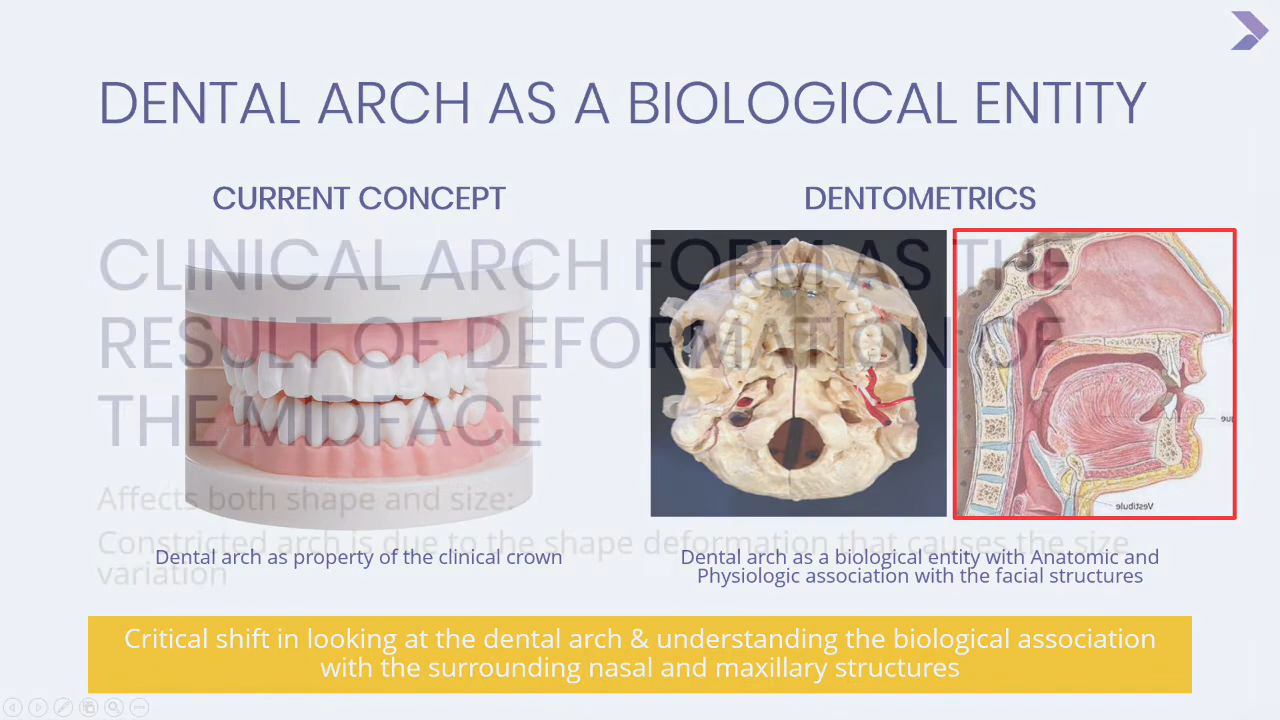 DENTAL ARCH AS A BIOLOGICAL ENTITY
CURRENT CONCEPT
DENTOMETRICS
CLINICAL ARCH FORM AS THE
RESULT OF DEFORMATION OF
THE MIDFACE
Affects both shape and size:
Constricted arch is due to the shape deformation that causes the size
variation
Vestibule
Dental arch as property of the clinical crown
Dental arch as a biological entity with Anatomic and
Physiologic association with the facial structures
Critical shift in looking at the dental arch & understanding the biological association
with the surrounding nasal and maxillary structures